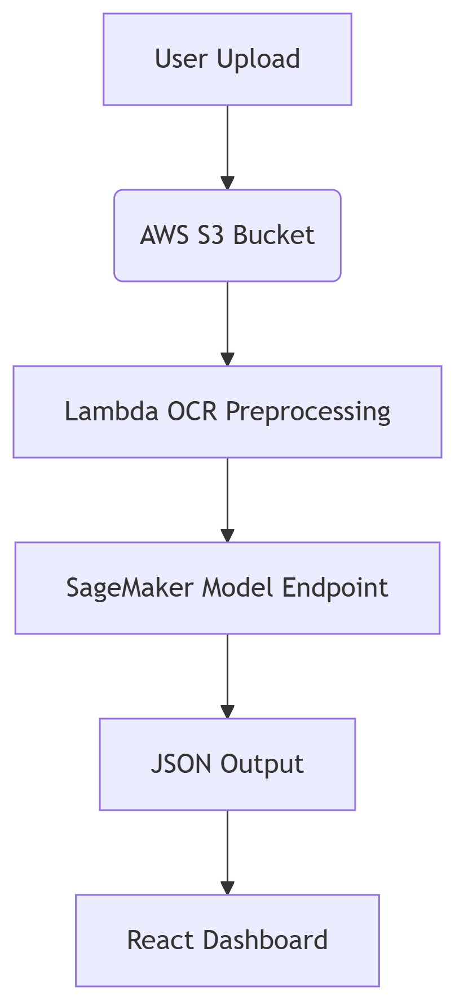 User Upload
AWS S3 Bucket
Lambda OCR Preprocessing
SageMaker Model Endpoint
JSON Output
React Dashboard